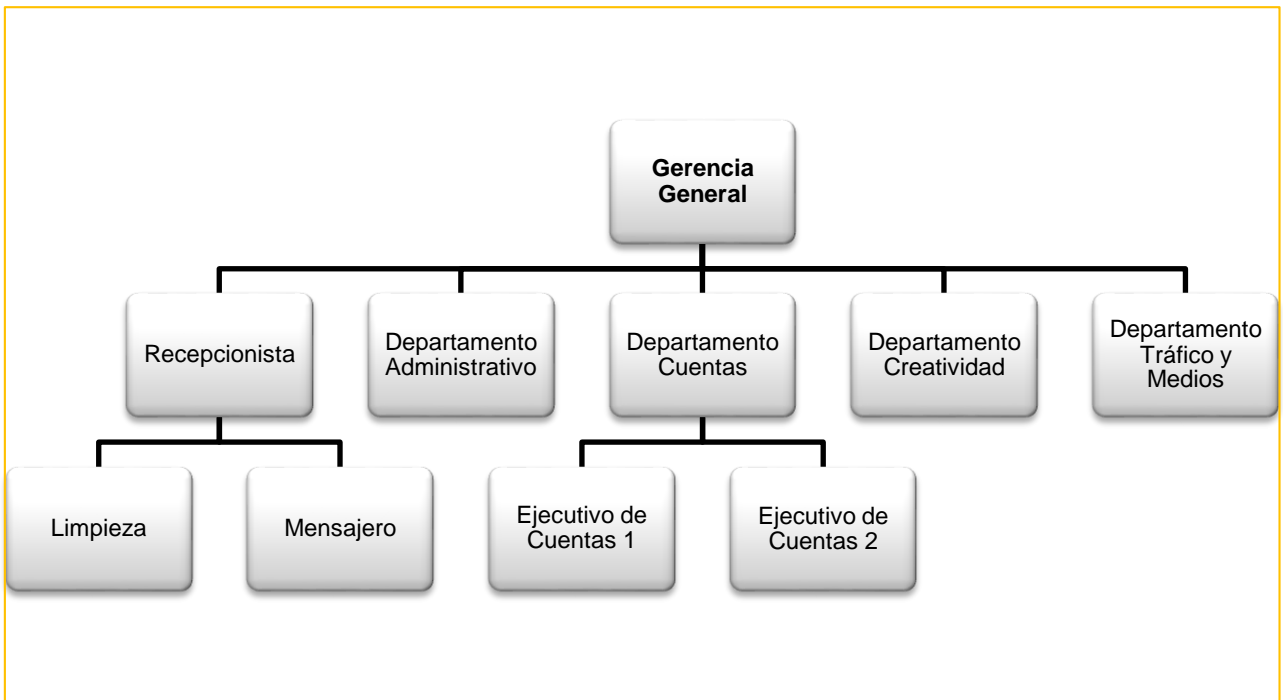 Gerencia
General
Recepcionista
Departamento
Administrativo
Departamento
Cuentas
Departamento
Creatividad
Departamento
Tráfico y
Medios
Limpieza
Mensajero
Ejecutivo de
Cuentas 1
Ejecutivo de
Cuentas 2